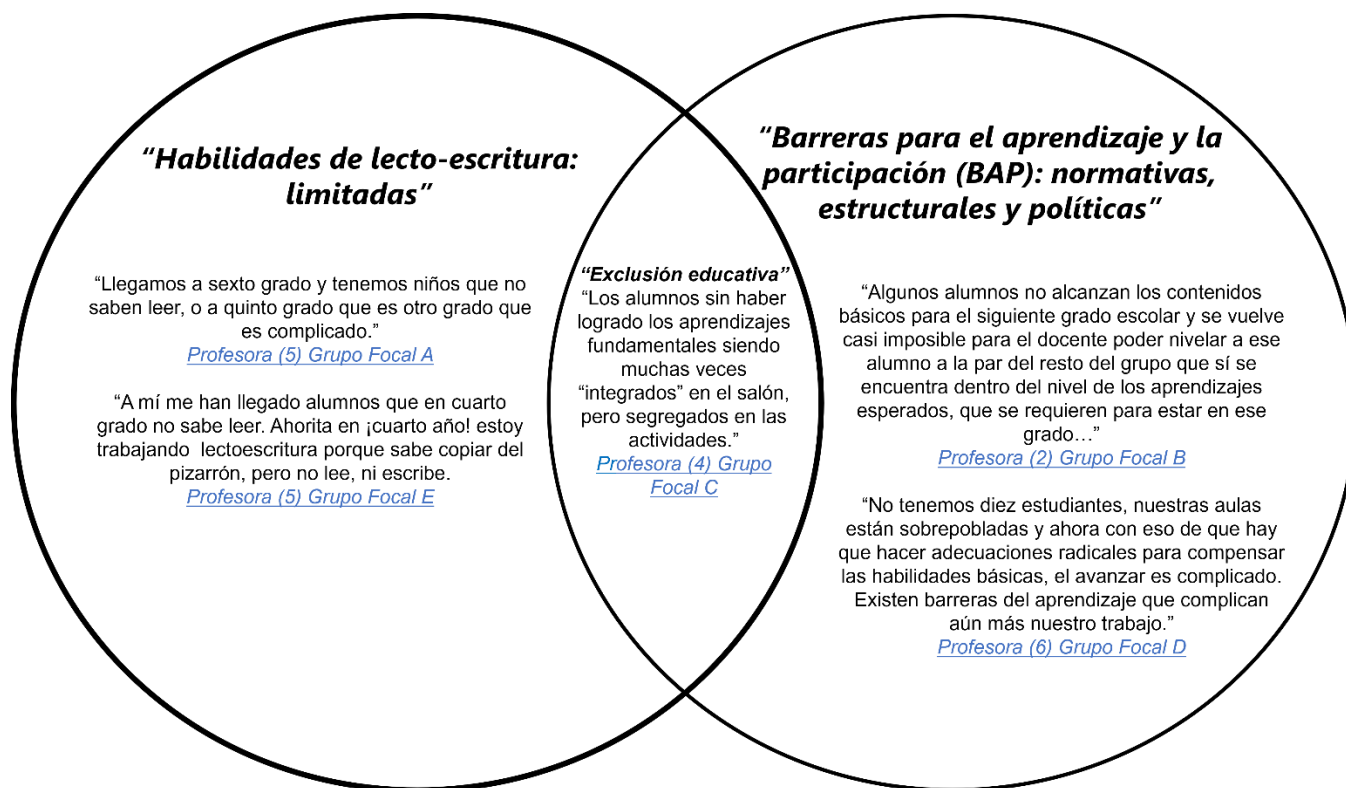 “Habilidades de lecto-escritura:
limitadas”
“Llegamos a sexto grado y tenemos niños que no
saben leer, o a quinto grado que es otro grado que
es complicado.”
Profesora (5) Grupo Focal A
“A mí me han llegado alumnos que en cuarto
grado no sabe leer. Ahorita en ¡cuarto año! estoy
trabajando lectoescritura porque sabe copiar del
pizarrón, pero no lee, ni escribe.
Profesora (5) Grupo Focal E
“Exclusión educativa”
“Los alumnos sin haber
logrado los aprendizajes
fundamentales siendo
muchas veces
“integrados” en el salón,
pero segregados en las
actividades.”
Profesora (4) Grupo
Focal C
“Barreras para el aprendizaje y la
participación (BAP): normativas,
estructurales y políticas”
“Algunos alumnos no alcanzan los contenidos
básicos para el siguiente grado escolar y se vuelve
casi imposible para el docente poder nivelar a ese
alumno a la par del resto del grupo que sí se
encuentra dentro del nivel de los aprendizajes
esperados, que se requieren para estar en ese
grado…”
Profesora (2) Grupo Focal B
“No tenemos diez estudiantes, nuestras aulas
están sobrepobladas y ahora con eso de que hay
que hacer adecuaciones radicales para compensar
las habilidades básicas, el avanzar es complicado.
Existen barreras del aprendizaje que complican
aún más nuestro trabajo.”
Profesora (6) Grupo Focal D